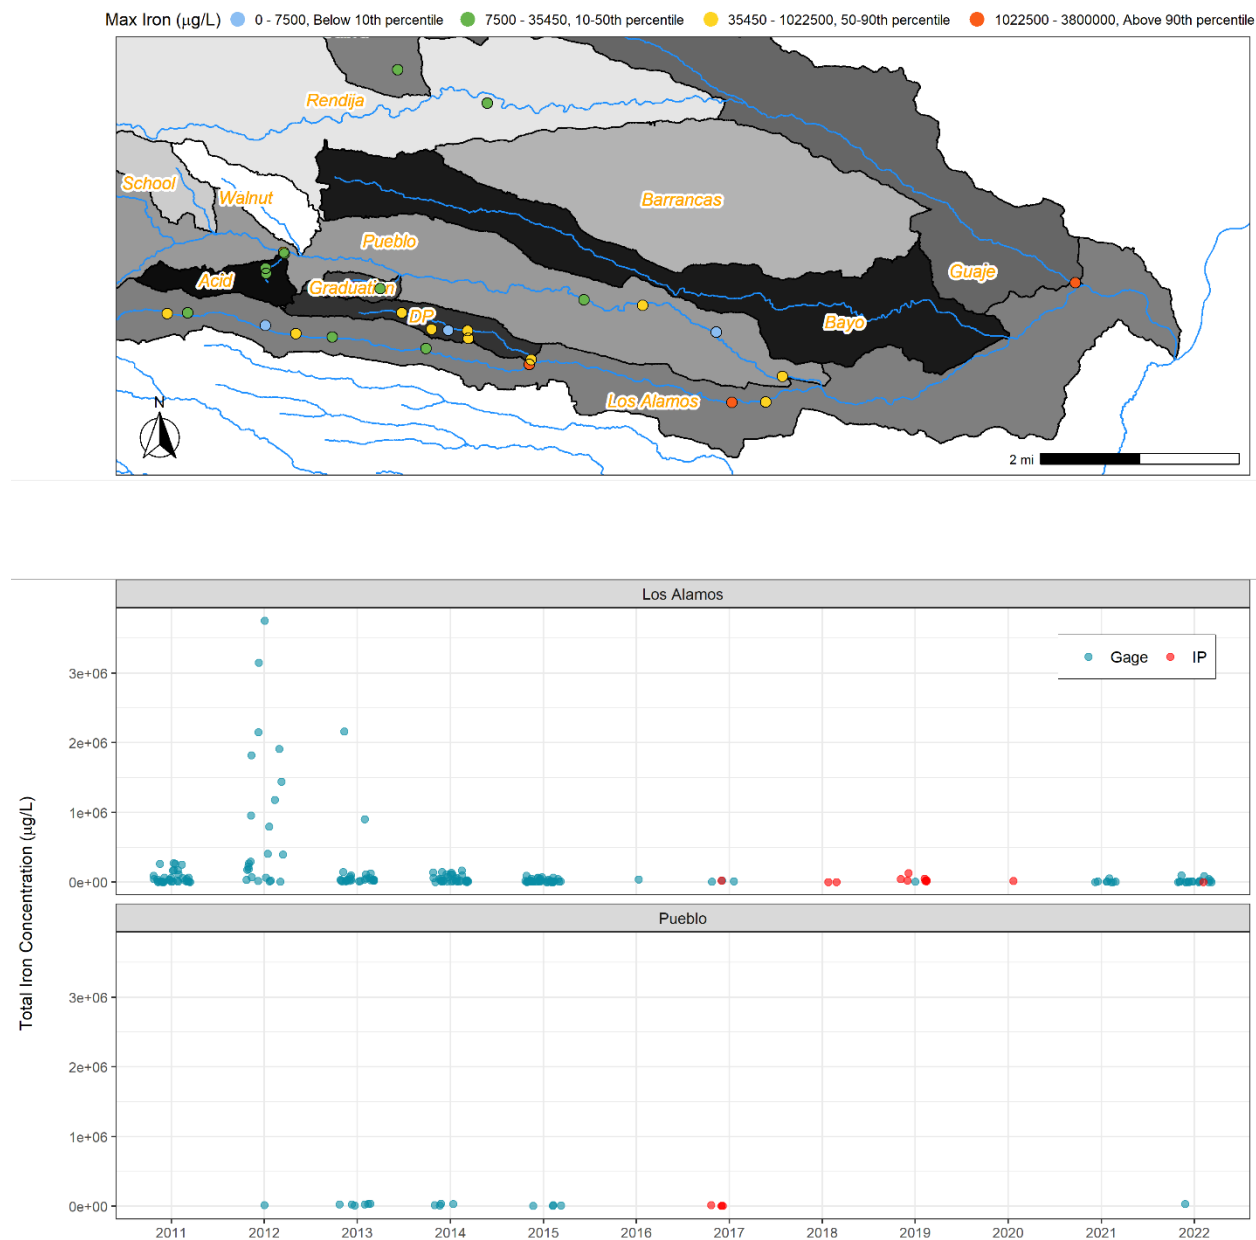 Max Iron (µg/L) 0 - 7500, Below 10th percentile 7500 - 35450, 10-50th percentile 35450 - 1022500, 50-90th percentile 1022500 - 3800000, Above 90th percentile
Rendija
School
Walnut
Barrancas
Pueblo
Guaje
Acid
Graduation
DP
Bayo
Los Alamos
N
2 mi
Los Alamos
Gage IP
3e+06
2e+06
1e+06
0e+00
Total Iron Concentration (µg/L)
Pueblo
3e+06
2e+06
1e+06
0e+00
2011 2012 2013 2014 2015 2016 2017 2018 2019 2020 2021 2022